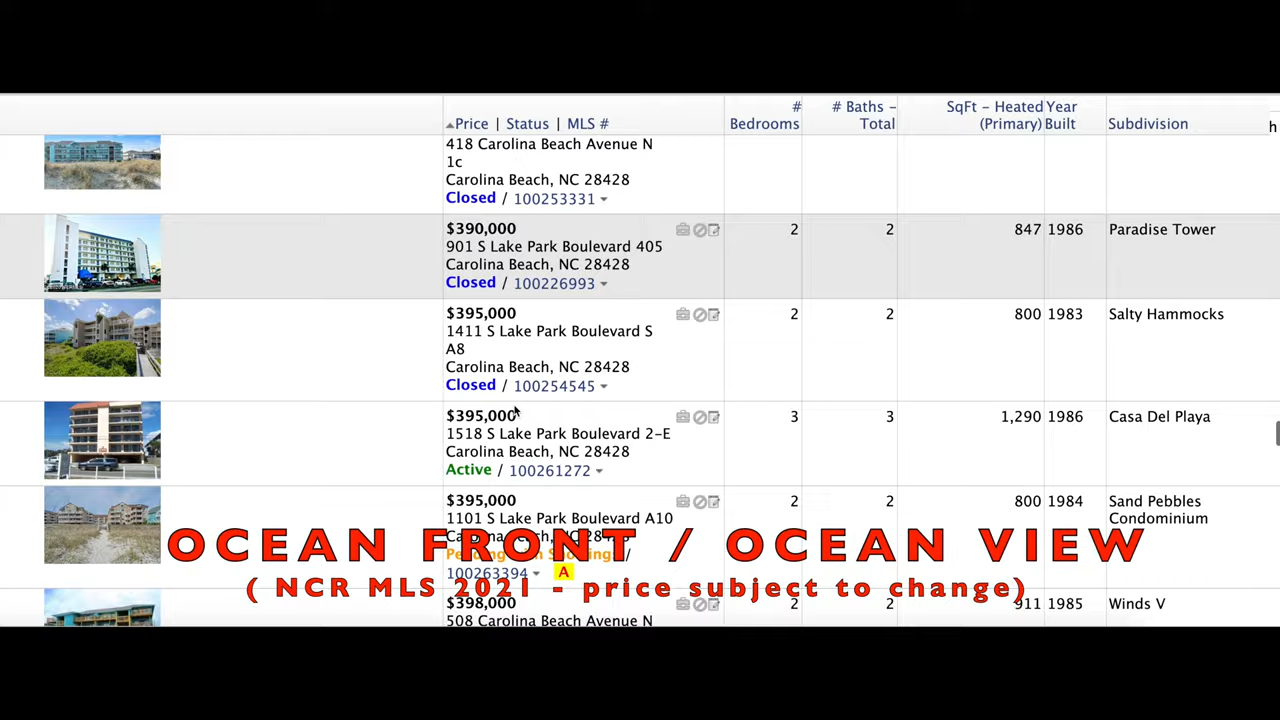 Price | Status | MLS #
# Bedrooms
# Baths - Total
SqFt - Heated (Primary)
Year Built
Subdivision
h
418 Carolina Beach Avenue N
1c
Carolina Beach, NC 28428
Closed / 100253331
$390,000 2 2 847 1986 Paradise Tower
901 S Lake Park Boulevard 405
Carolina Beach, NC 28428
Closed / 100226993
$395,000 2 2 800 1983 Salty Hammocks
1411 S Lake Park Boulevard S
A8
Carolina Beach, NC 28428
Closed / 100254545
$395,000 3 3 1,290 1986 Casa Del Playa
1518 S Lake Park Boulevard 2-E
Carolina Beach, NC 28428
Active / 100261272
$395,000 2 2 800 1984 Sand Pebbles
1101 S Lake Park Boulevard A10 Condominium
OCEAN FRONT / OCEAN VIEW
100263394 A
( NCR MLS 2021 - price subject to change)
$398,000 2 2 911 1985 Winds V
508 Carolina Beach Avenue N